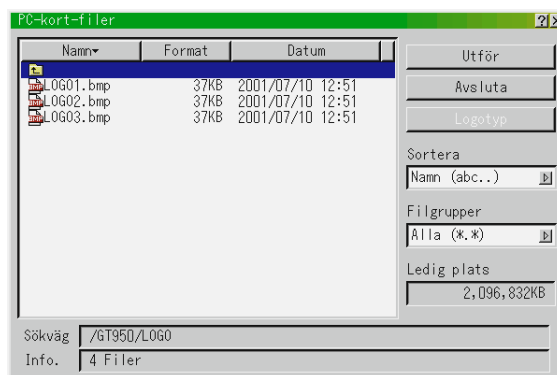 PC-kort-filer
Namn Format Datum
LOGO1.bmp 37KB 2001/07/10 12:51
LOGO2.bmp 37KB 2001/07/10 12:51
LOGO3.bmp 37KB 2001/07/10 12:51
Utför
Avsluta
Logotyp
Sortera
Namn (abc..)
Filgrupper
Alla (*.*)
Ledig plats
2,096,832KB
Sökväg /GT950/LOGO
Info. 4 Filer